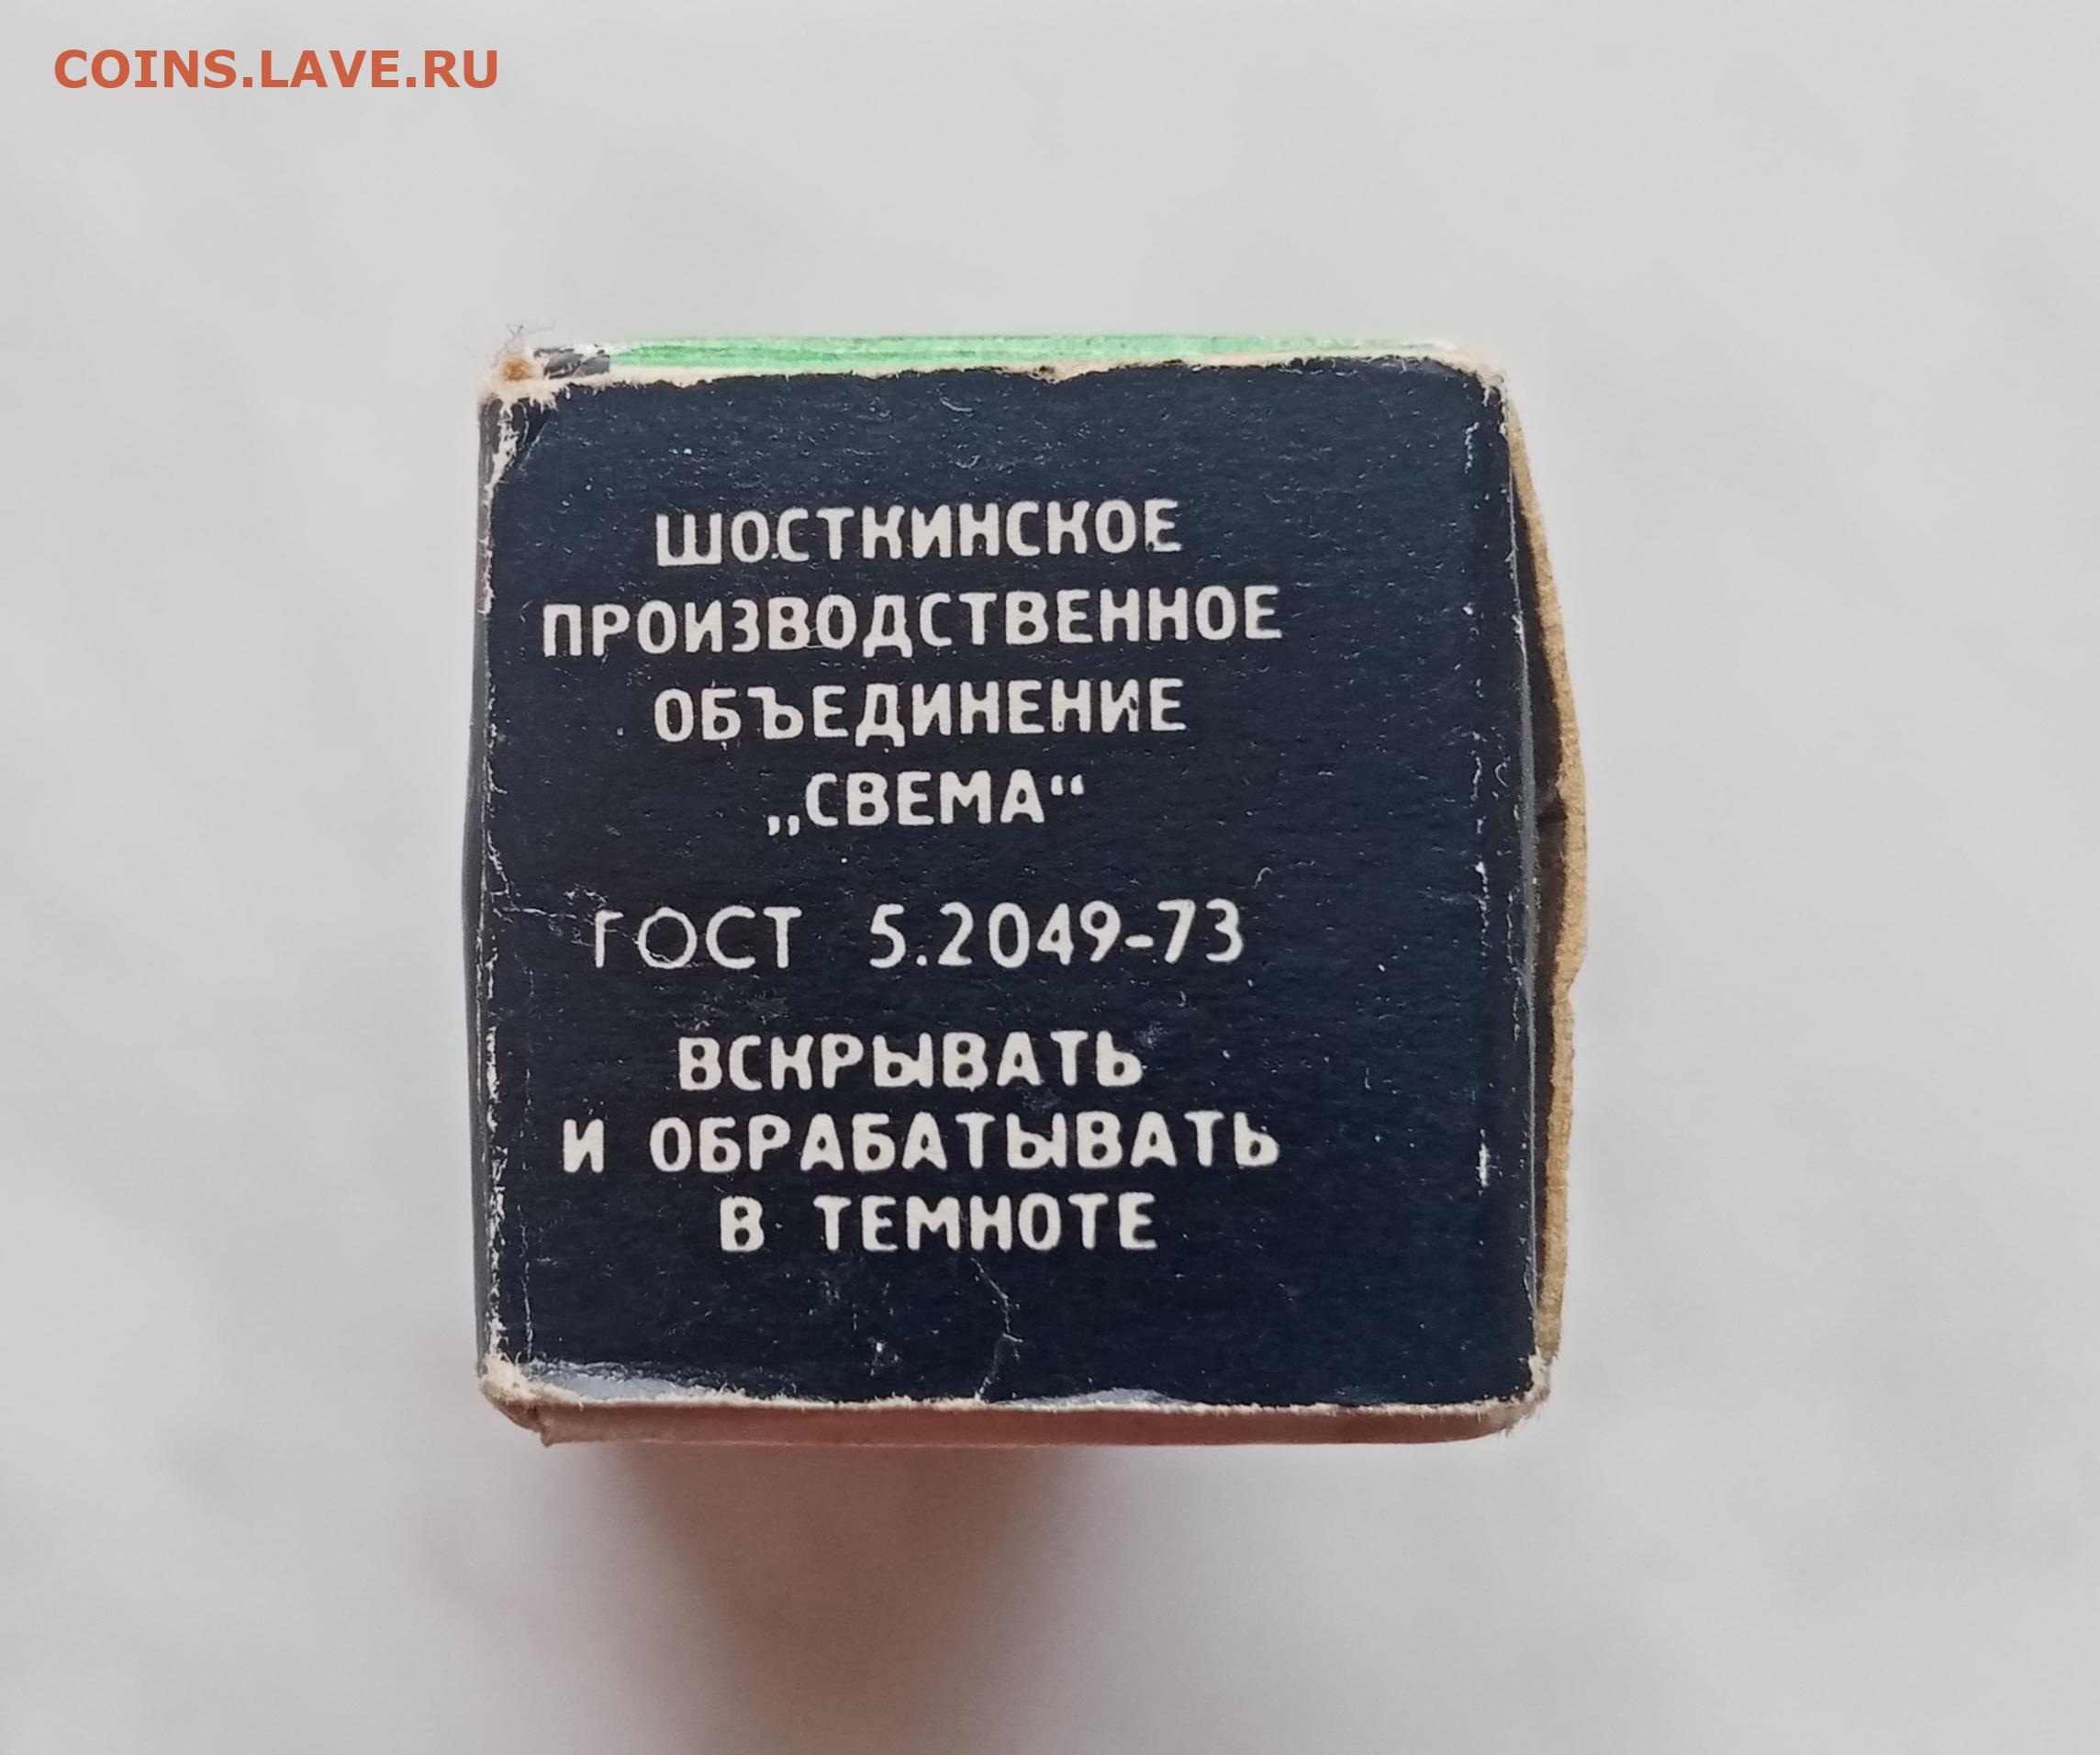 COINS.LAVE.RU
ШОСТКИНСКОЕ
ПРОИЗВОДСТВЕННОЕ
ОБЪЕДИНЕНИЕ
„СВЕМА“
ГОСТ 5.2049-73
ВСКРЫВАТЬ
И ОБРАБАТЫВАТЬ
В ТЕМНОТЕ